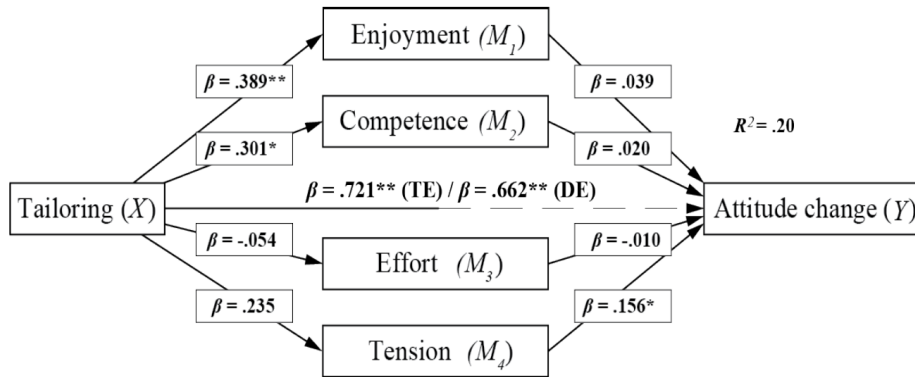 Enjoyment (M₁)
β = .389**
β = .039
Competence (M₂)
R² = .20
β = .301*
β = .020
β = .721** (TE) / β = .662** (DE)
Tailoring (X)
Attitude change (Y)
β = -.054
Effort (M₃)
β = -.010
β = .235
β = .156*
Tension (M₄)